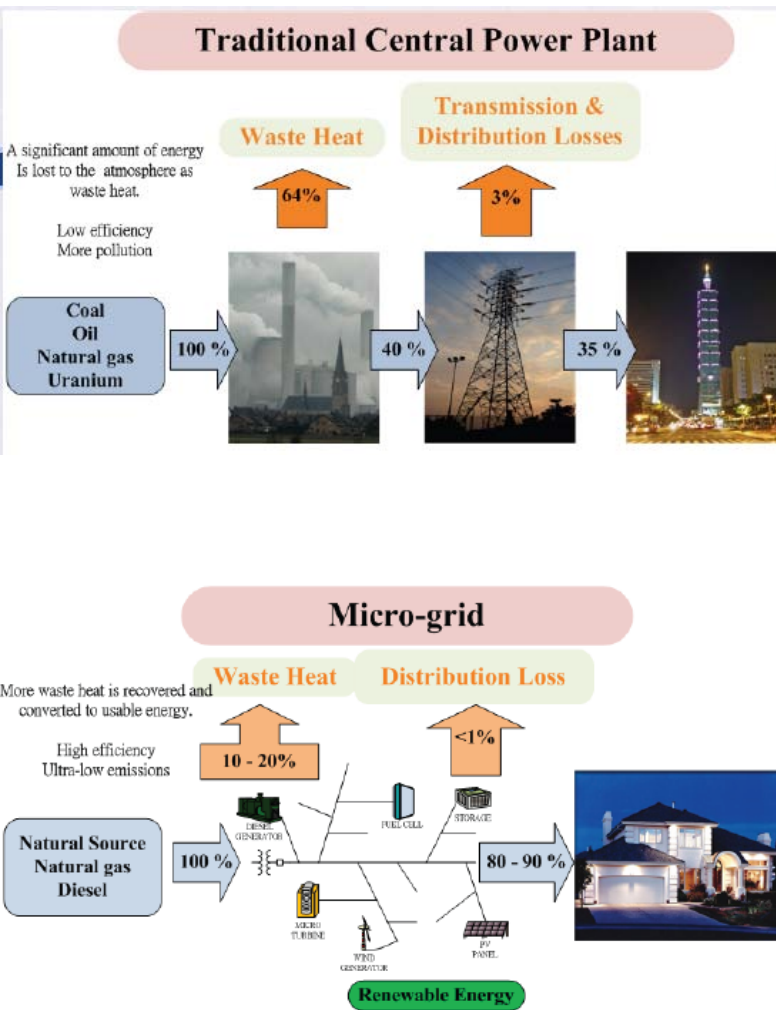 Traditional Central Power Plant
Waste Heat
Transmission &
Distribution Losses
A significant amount of energy
Is lost to the atmosphere as
waste heat.
64%
3%
Low efficiency
More pollution
Coal
Oil
Natural gas
Uranium
100 %
40 %
35 %
Micro-grid
Waste Heat
Distribution Loss
More waste heat is recovered and
converted to usable energy.
10 - 20%
<1%
High efficiency
Ultra-low emissions
DIESEL
GENERATOR
FUEL CELL
STORAGE
Natural Source
Natural gas
Diesel
100 %
80 - 90 %
MICRO
TURBINE
WIND
GENERATOR
PV
PANEL
Renewable Energy